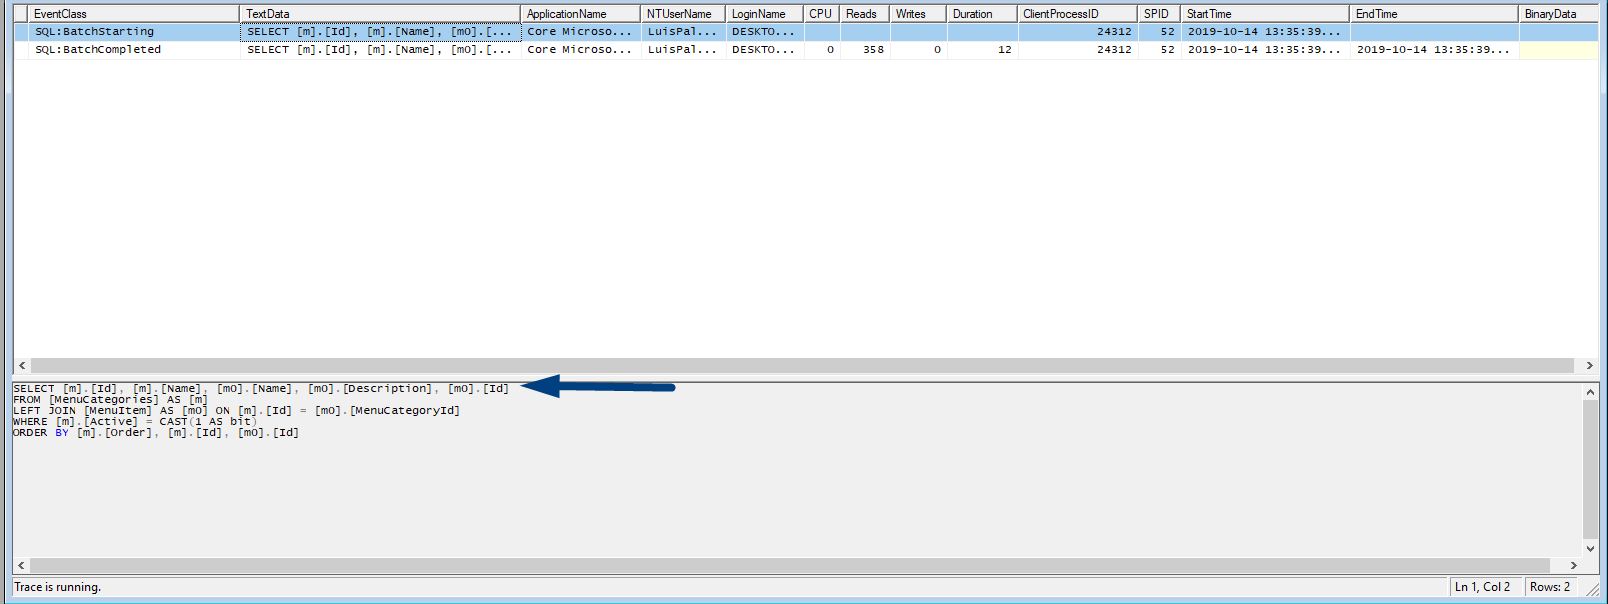 EventClass TextData ApplicationName NTUserName LoginName CPU Reads Writes Duration ClientProcessID SPID StartTime EndTime BinaryData
SQL:BatchStarting SELECT [m].[Id], [m].[Name], [m0].[... Core Microso... LuisPal... DESKTO... 24312 52 2019-10-14 13:35:39...
SQL:BatchCompleted SELECT [m].[Id], [m].[Name], [m0].[... Core Microso... LuisPal... DESKTO... 0 358 0 12 24312 52 2019-10-14 13:35:39... 2019-10-14 13:35:39...
SELECT [m].[Id], [m].[Name], [m0].[Name], [m0].[Description], [m0].[Id]
FROM [MenuCategories] AS [m]
LEFT JOIN [MenuItem] AS [m0] ON [m].[Id] = [m0].[MenuCategoryId]
WHERE [m].[Active] = CAST(1 AS bit)
ORDER BY [m].[Order], [m].[Id], [m0].[Id]
Trace is running. Ln 1, Col 2 Rows: 2